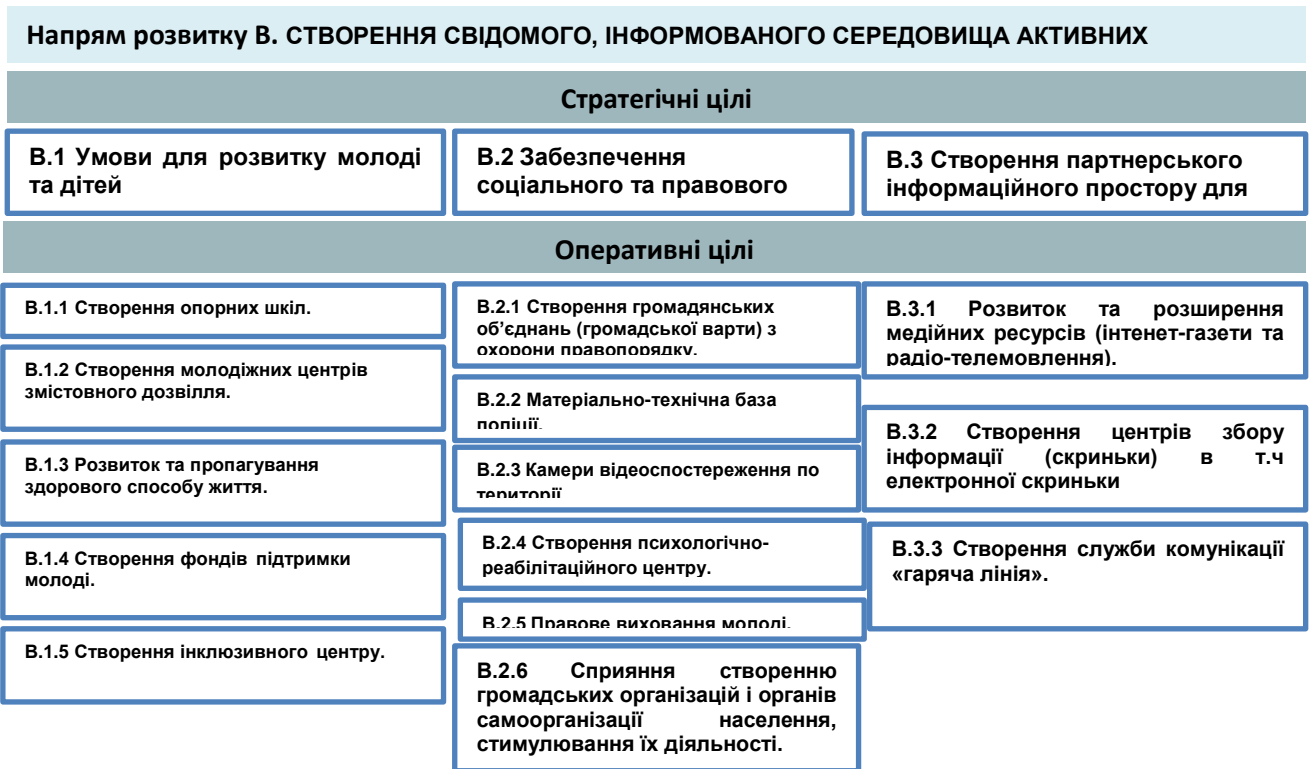 Напрям розвитку В. СТВОРЕННЯ СВІДОМОГО, ІНФОРМОВАНОГО СЕРЕДОВИЩА АКТИВНИХ
Стратегічні цілі
В.1 Умови для розвитку молоді
та дітей
В.2 Забезпечення
соціального та правового
В.3 Створення партнерського
інформаційного простору для
Оперативні цілі
В.1.1 Створення опорних шкіл.
В.1.2 Створення молодіжних центрів
змістовного дозвілля.
В.1.3 Розвиток та пропагування
здорового способу життя.
В.1.4 Створення фондів підтримки
молоді.
В.1.5 Створення інклюзивного центру.
В.2.1 Створення громадянських
об’єднань (громадської варти) з
охорони правопорядку.
В.2.2 Матеріально-технічна база
поліції.
В.2.3 Камери відеоспостереження по
території
В.2.4 Створення психологічно-
реабілітаційного центру.
В.2.5 Правове виховання молоді.
В.2.6 Сприяння створенню
громадських організацій і органів
самоорганізації населення,
стимулювання їх діяльності.
В.3.1 Розвиток та розширення
медійних ресурсів (інтенет-газети та
радіо-телемовлення).
В.3.2 Створення центрів збору
інформації (скриньки) в т.ч
електронної скриньки
В.3.3 Створення служби комунікації
«гаряча лінія».